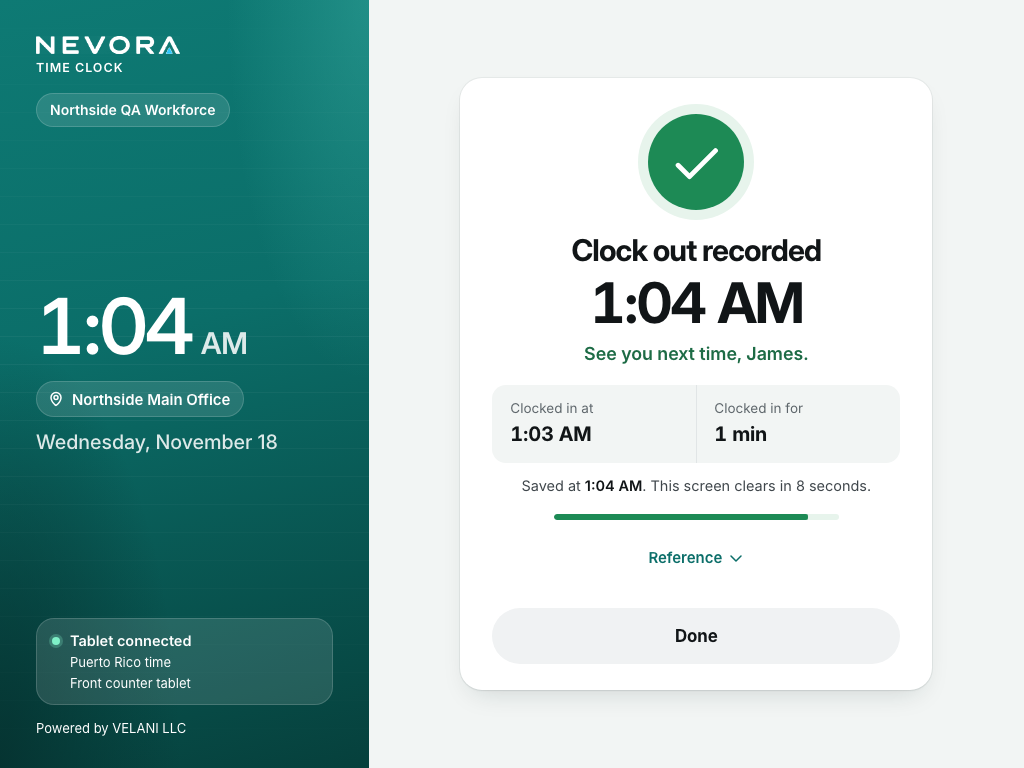 NEVORA
TIME CLOCK
Northside QA Workforce
1:04 AM
Northside Main Office
Wednesday, November 18
Tablet connected
Puerto Rico time
Front counter tablet
Powered by VELANI LLC
Clock out recorded
1:04 AM
See you next time, James.
Clocked in at
1:03 AM
Clocked in for
1 min
Saved at 1:04 AM. This screen clears in 8 seconds.
Reference
Done